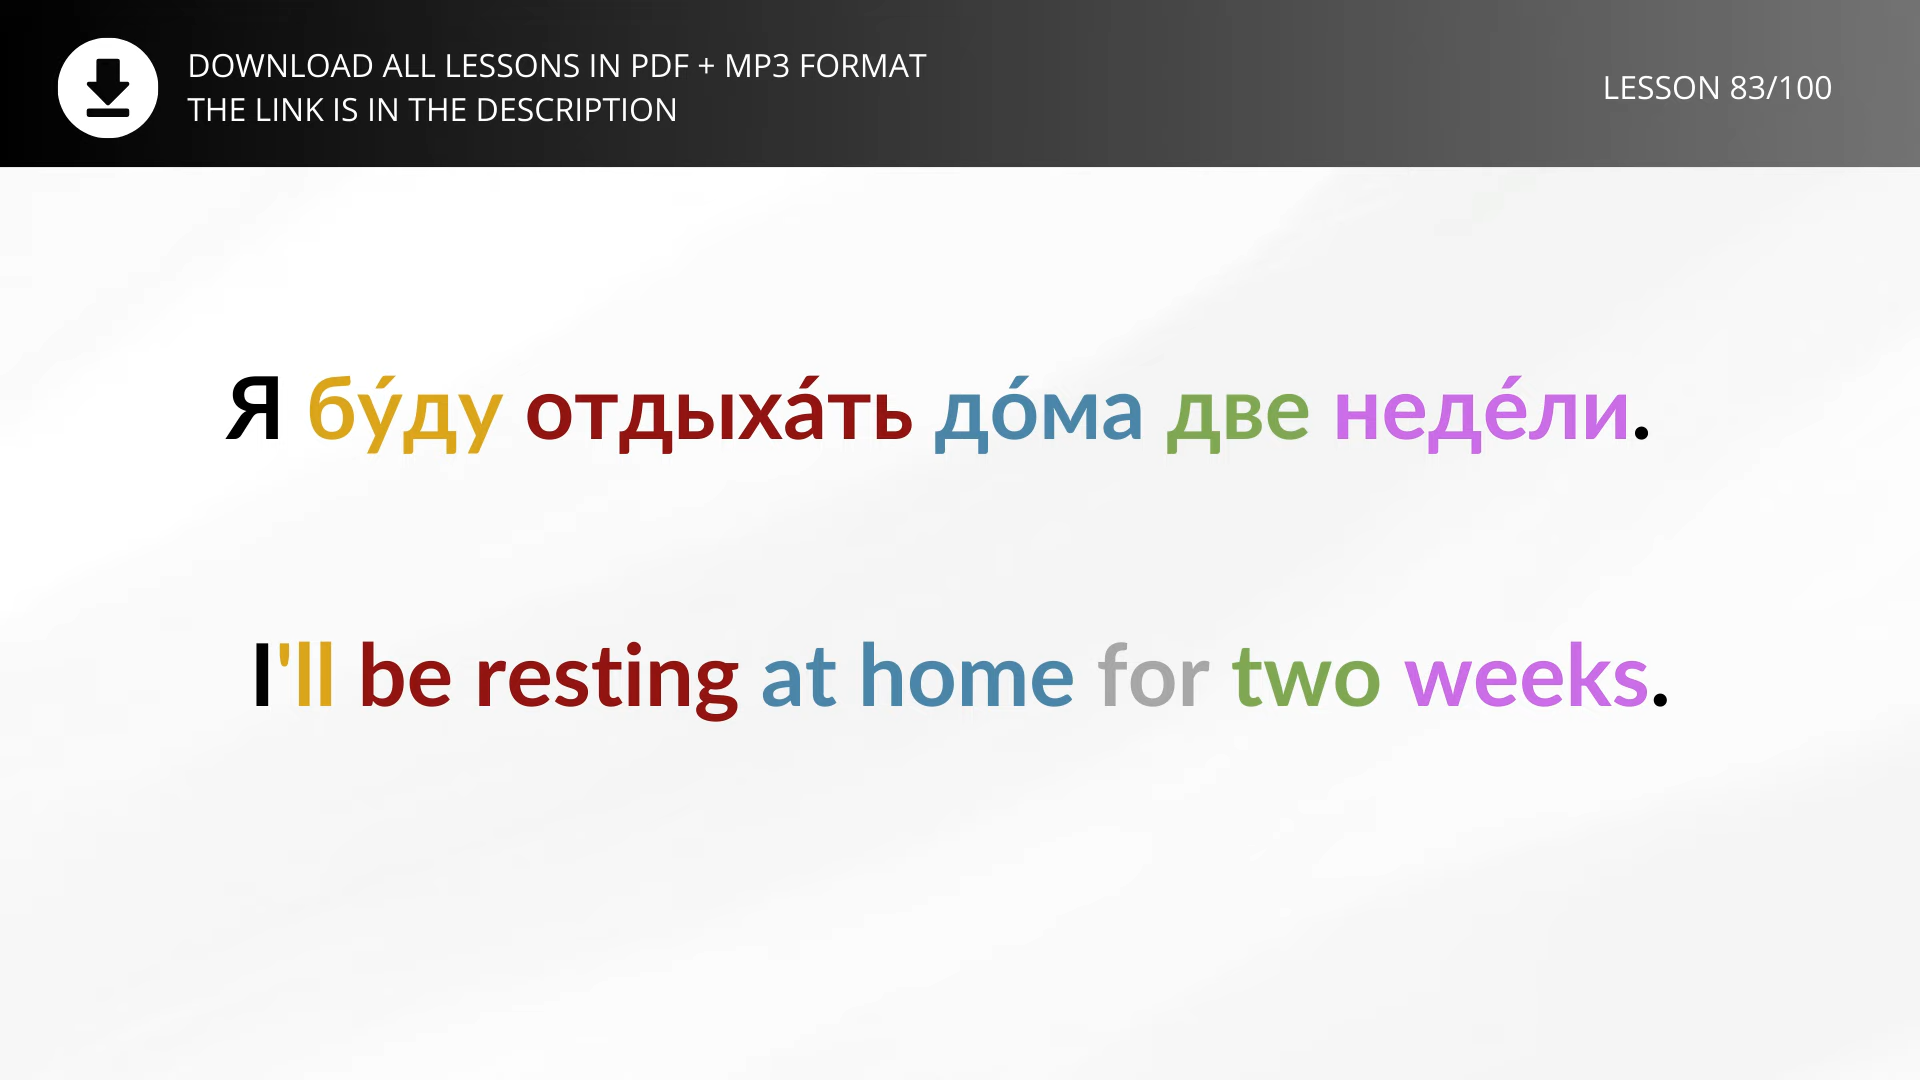 DOWNLOAD ALL LESSONS IN PDF + MP3 FORMAT
THE LINK IS IN THE DESCRIPTION
LESSON 83/100
Я бу́ду отдыха́ть до́ма две неде́ли.
I'll be resting at home for two weeks.